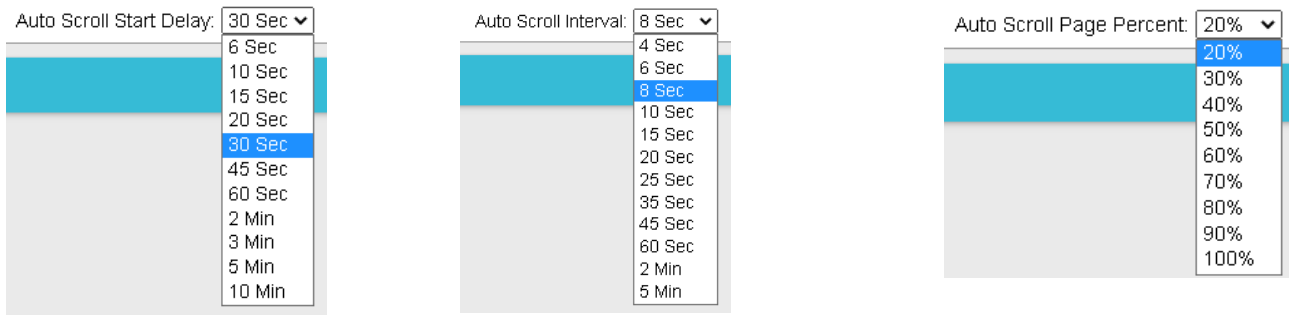 Auto Scroll Start Delay: 30 Sec
6 Sec
10 Sec
15 Sec
20 Sec
30 Sec
45 Sec
60 Sec
2 Min
3 Min
5 Min
10 Min
Auto Scroll Interval: 8 Sec
4 Sec
6 Sec
8 Sec
10 Sec
15 Sec
20 Sec
25 Sec
35 Sec
45 Sec
60 Sec
2 Min
5 Min
Auto Scroll Page Percent: 20%
20%
30%
40%
50%
60%
70%
80%
90%
100%